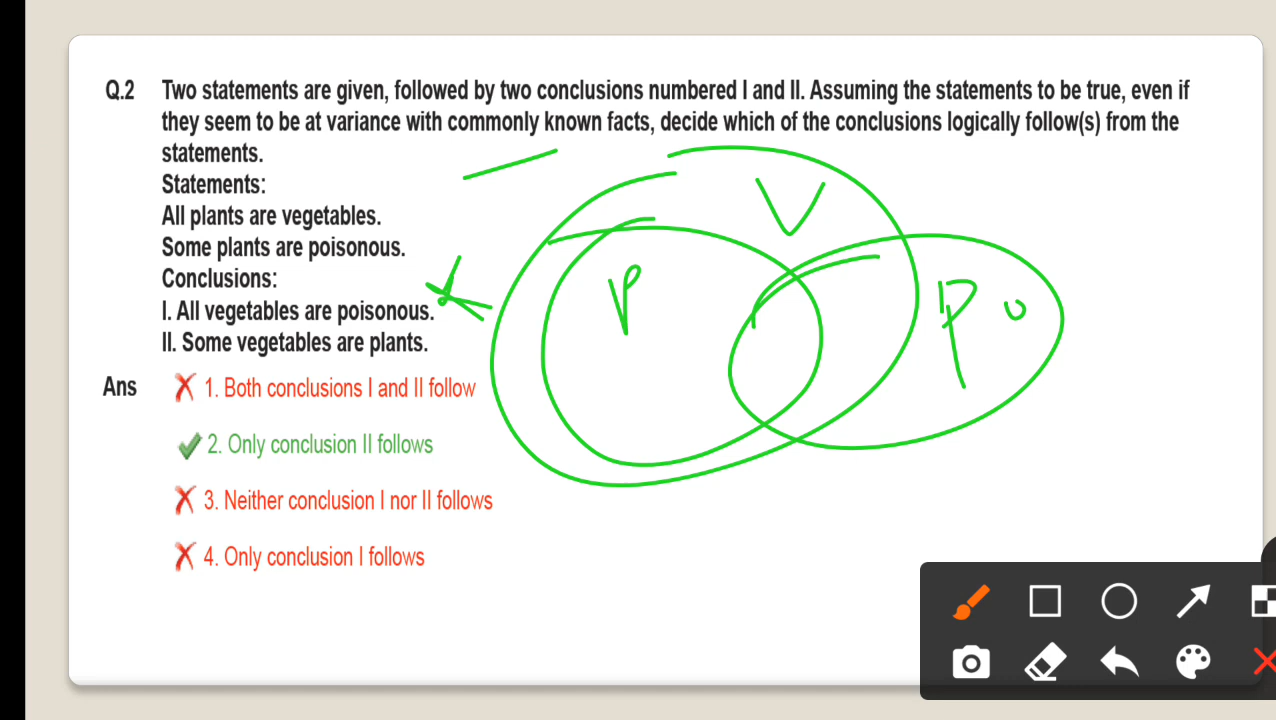 Q.2 Two statements are given, followed by two conclusions numbered I and II. Assuming the statements to be true, even if
they seem to be at variance with commonly known facts, decide which of the conclusions logically follow(s) from the
statements.
Statements:
All plants are vegetables.
Some plants are poisonous.
Conclusions:
I. All vegetables are poisonous.
II. Some vegetables are plants.
Ans 1. Both conclusions I and II follow
2. Only conclusion II follows
3. Neither conclusion I nor II follows
4. Only conclusion I follows
V
P
Po